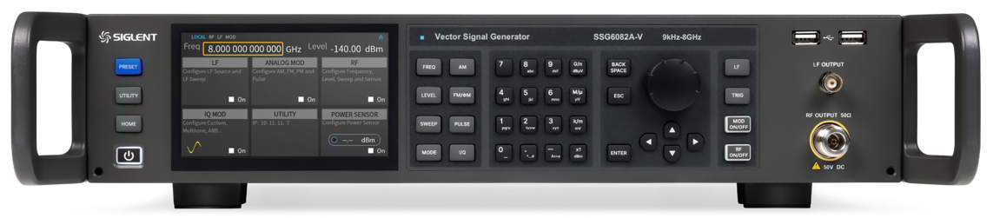 SIGLENT
PRESET
UTILITY
HOME
LOCAL RF LF MOD
Freq 8.000 000 000 000 GHz Level -140.00 dBm
LF
Configure LF Source and
LF Sweep
On
ANALOG MOD
Configure AM, FM, PM and
Pulse
On
RF
Configure Frequency,
Level, Sweep and Sensor
On
IQ MOD
Configure Custom,
Multitone, ARB...
On
UTILITY
IP: 10. 11. 11. 7
POWER SENSOR
Configure Power Sensor
--.-- dBm
On
Vector Signal Generator SSG6082A-V 9kHz-8GHz
FREQ AM
LEVEL FM/ΦM
SWEEP PULSE
MODE I/Q
7 8 abc 9 def G/n dBμV
4 ghi 5 jkl 6 mno M/μ μV
1 pqrs 2 tuvw 3 xyz k/m mV
0 . − x1 dBm
BACK
SPACE
ESC
ENTER
LF
TRIG
MOD
ON/OFF
RF
ON/OFF
LF OUTPUT
RF OUTPUT 50Ω
50V DC